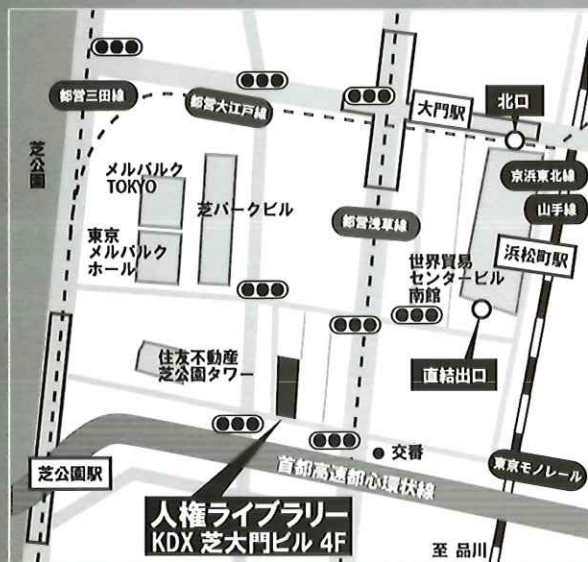 都営三田線
都営大江戸線
大門駅
北口
芝公園
メルパルク
TOKYO
芝パークビル
京浜東北線
山手線
東京
メルパルク
ホール
都営浅草線
世界貿易
センタービル
南館
浜松町駅
住友不動産
芝公園タワー
直結出口
交番
芝公園駅
首都高速都心環状線
東京モノレール
人権ライブラリー
KDX 芝大門ビル 4F
至 品川